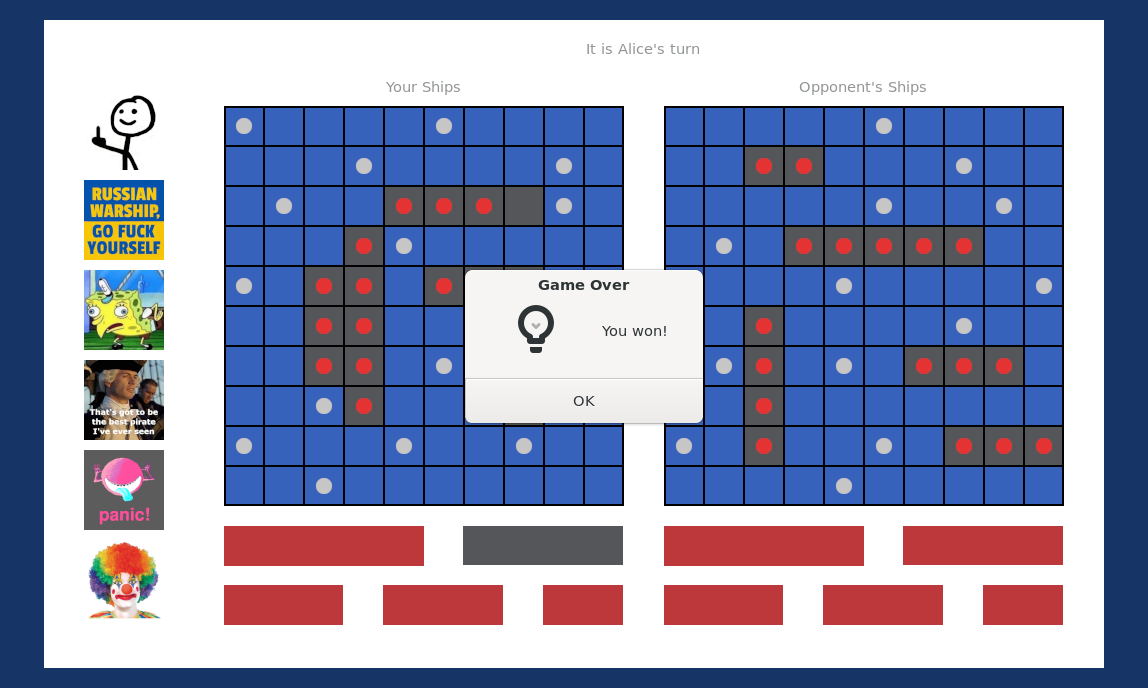 It is Alice's turn
Your Ships
Opponent's Ships
RUSSIAN
WARSHIP,
GO FUCK
YOURSELF
Game Over
You won!
OK
That's got to be
the best pirate
I've ever seen
panic!